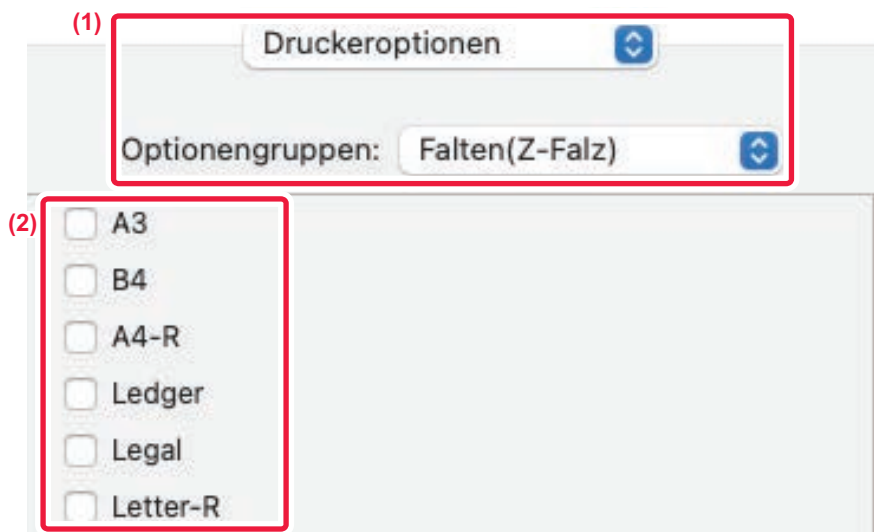 (1)
Druckeroptionen
Optionengruppen: Falten(Z-Falz)
(2)
A3
B4
A4-R
Ledger
Legal
Letter-R